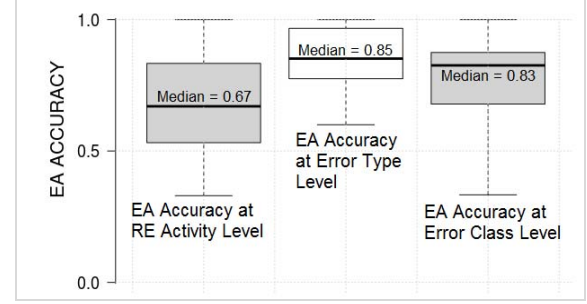 EA ACCURACY
1.0
0.5
0.0
Median = 0.67
EA Accuracy at
RE Activity Level
Median = 0.85
EA Accuracy
at Error Type
Level
Median = 0.83
EA Accuracy at
Error Class Level